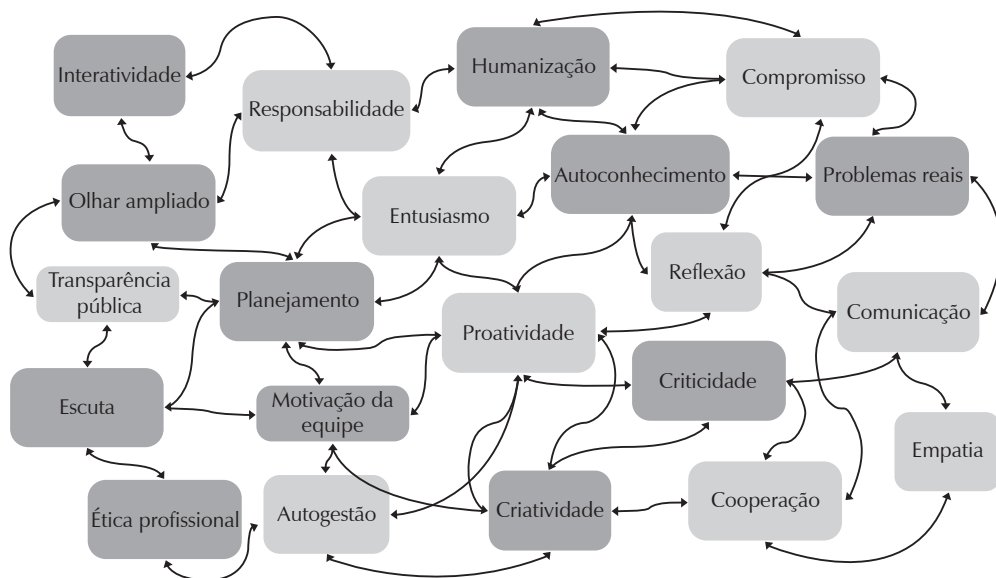 Interatividade
Responsabilidade
Humanização
Compromisso
Olhar ampliado
Entusiasmo
Autoconhecimento
Problemas reais
Transparência
pública
Planejamento
Proatividade
Reflexão
Comunicação
Escuta
Motivação da
equipe
Criticidade
Empatia
Ética profissional
Autogestão
Criatividade
Cooperação